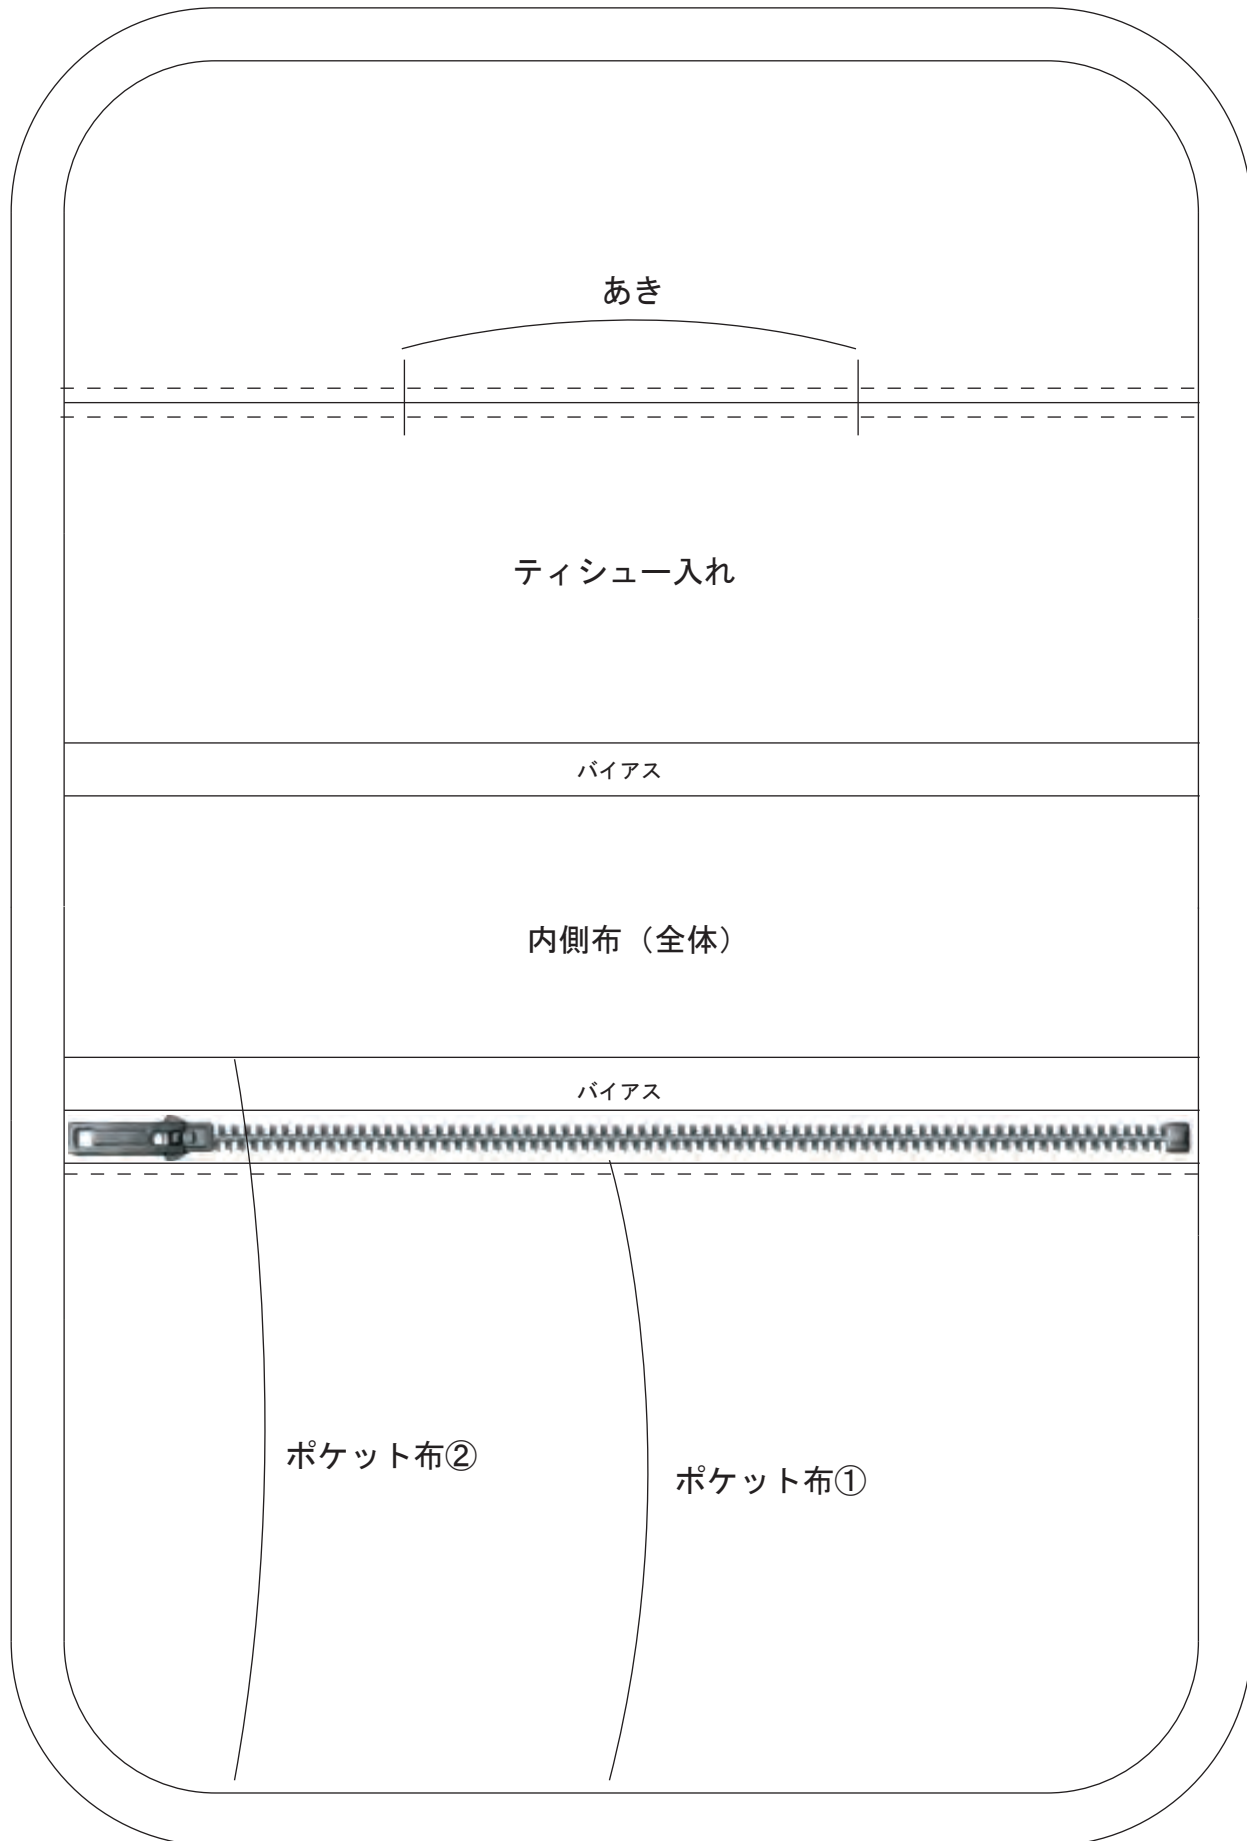 あき
ティシュー入れ
バイアス
内側布（全体）
バイアス
ポケット布②
ポケット布①